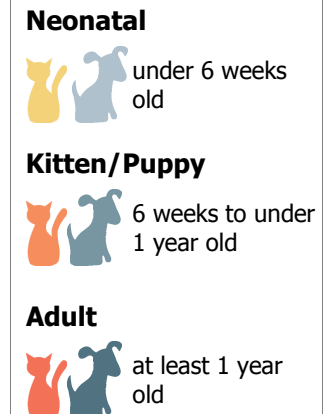 Neonatal
under 6 weeks
old
Kitten/Puppy
6 weeks to under
1 year old
Adult
at least 1 year
old